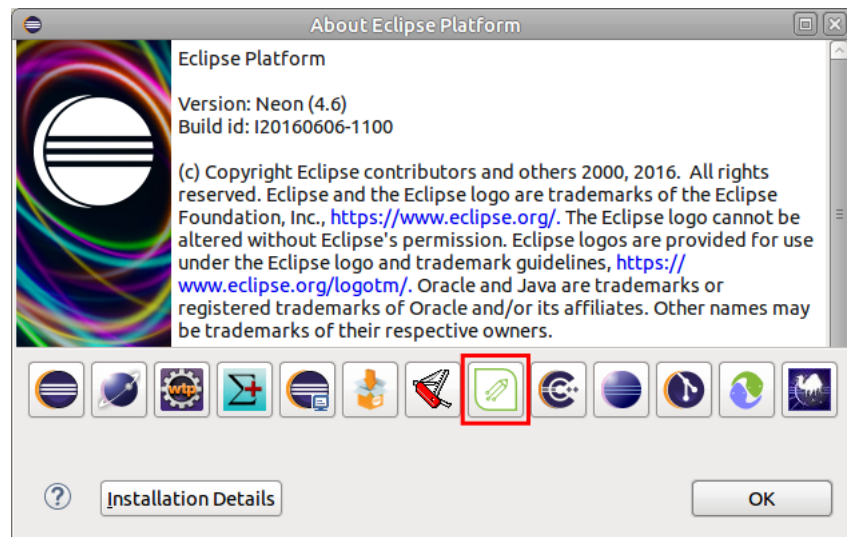 About Eclipse Platform
Eclipse Platform
Version: Neon (4.6)
Build id: I20160606-1100
(c) Copyright Eclipse contributors and others 2000, 2016.  All rights
reserved. Eclipse and the Eclipse logo are trademarks of the Eclipse
Foundation, Inc., https://www.eclipse.org/. The Eclipse logo cannot be
altered without Eclipse's permission. Eclipse logos are provided for use
under the Eclipse logo and trademark guidelines, https://
www.eclipse.org/logotm/. Oracle and Java are trademarks or
registered trademarks of Oracle and/or its affiliates. Other names may
be trademarks of their respective owners.
wtp
Installation Details
OK